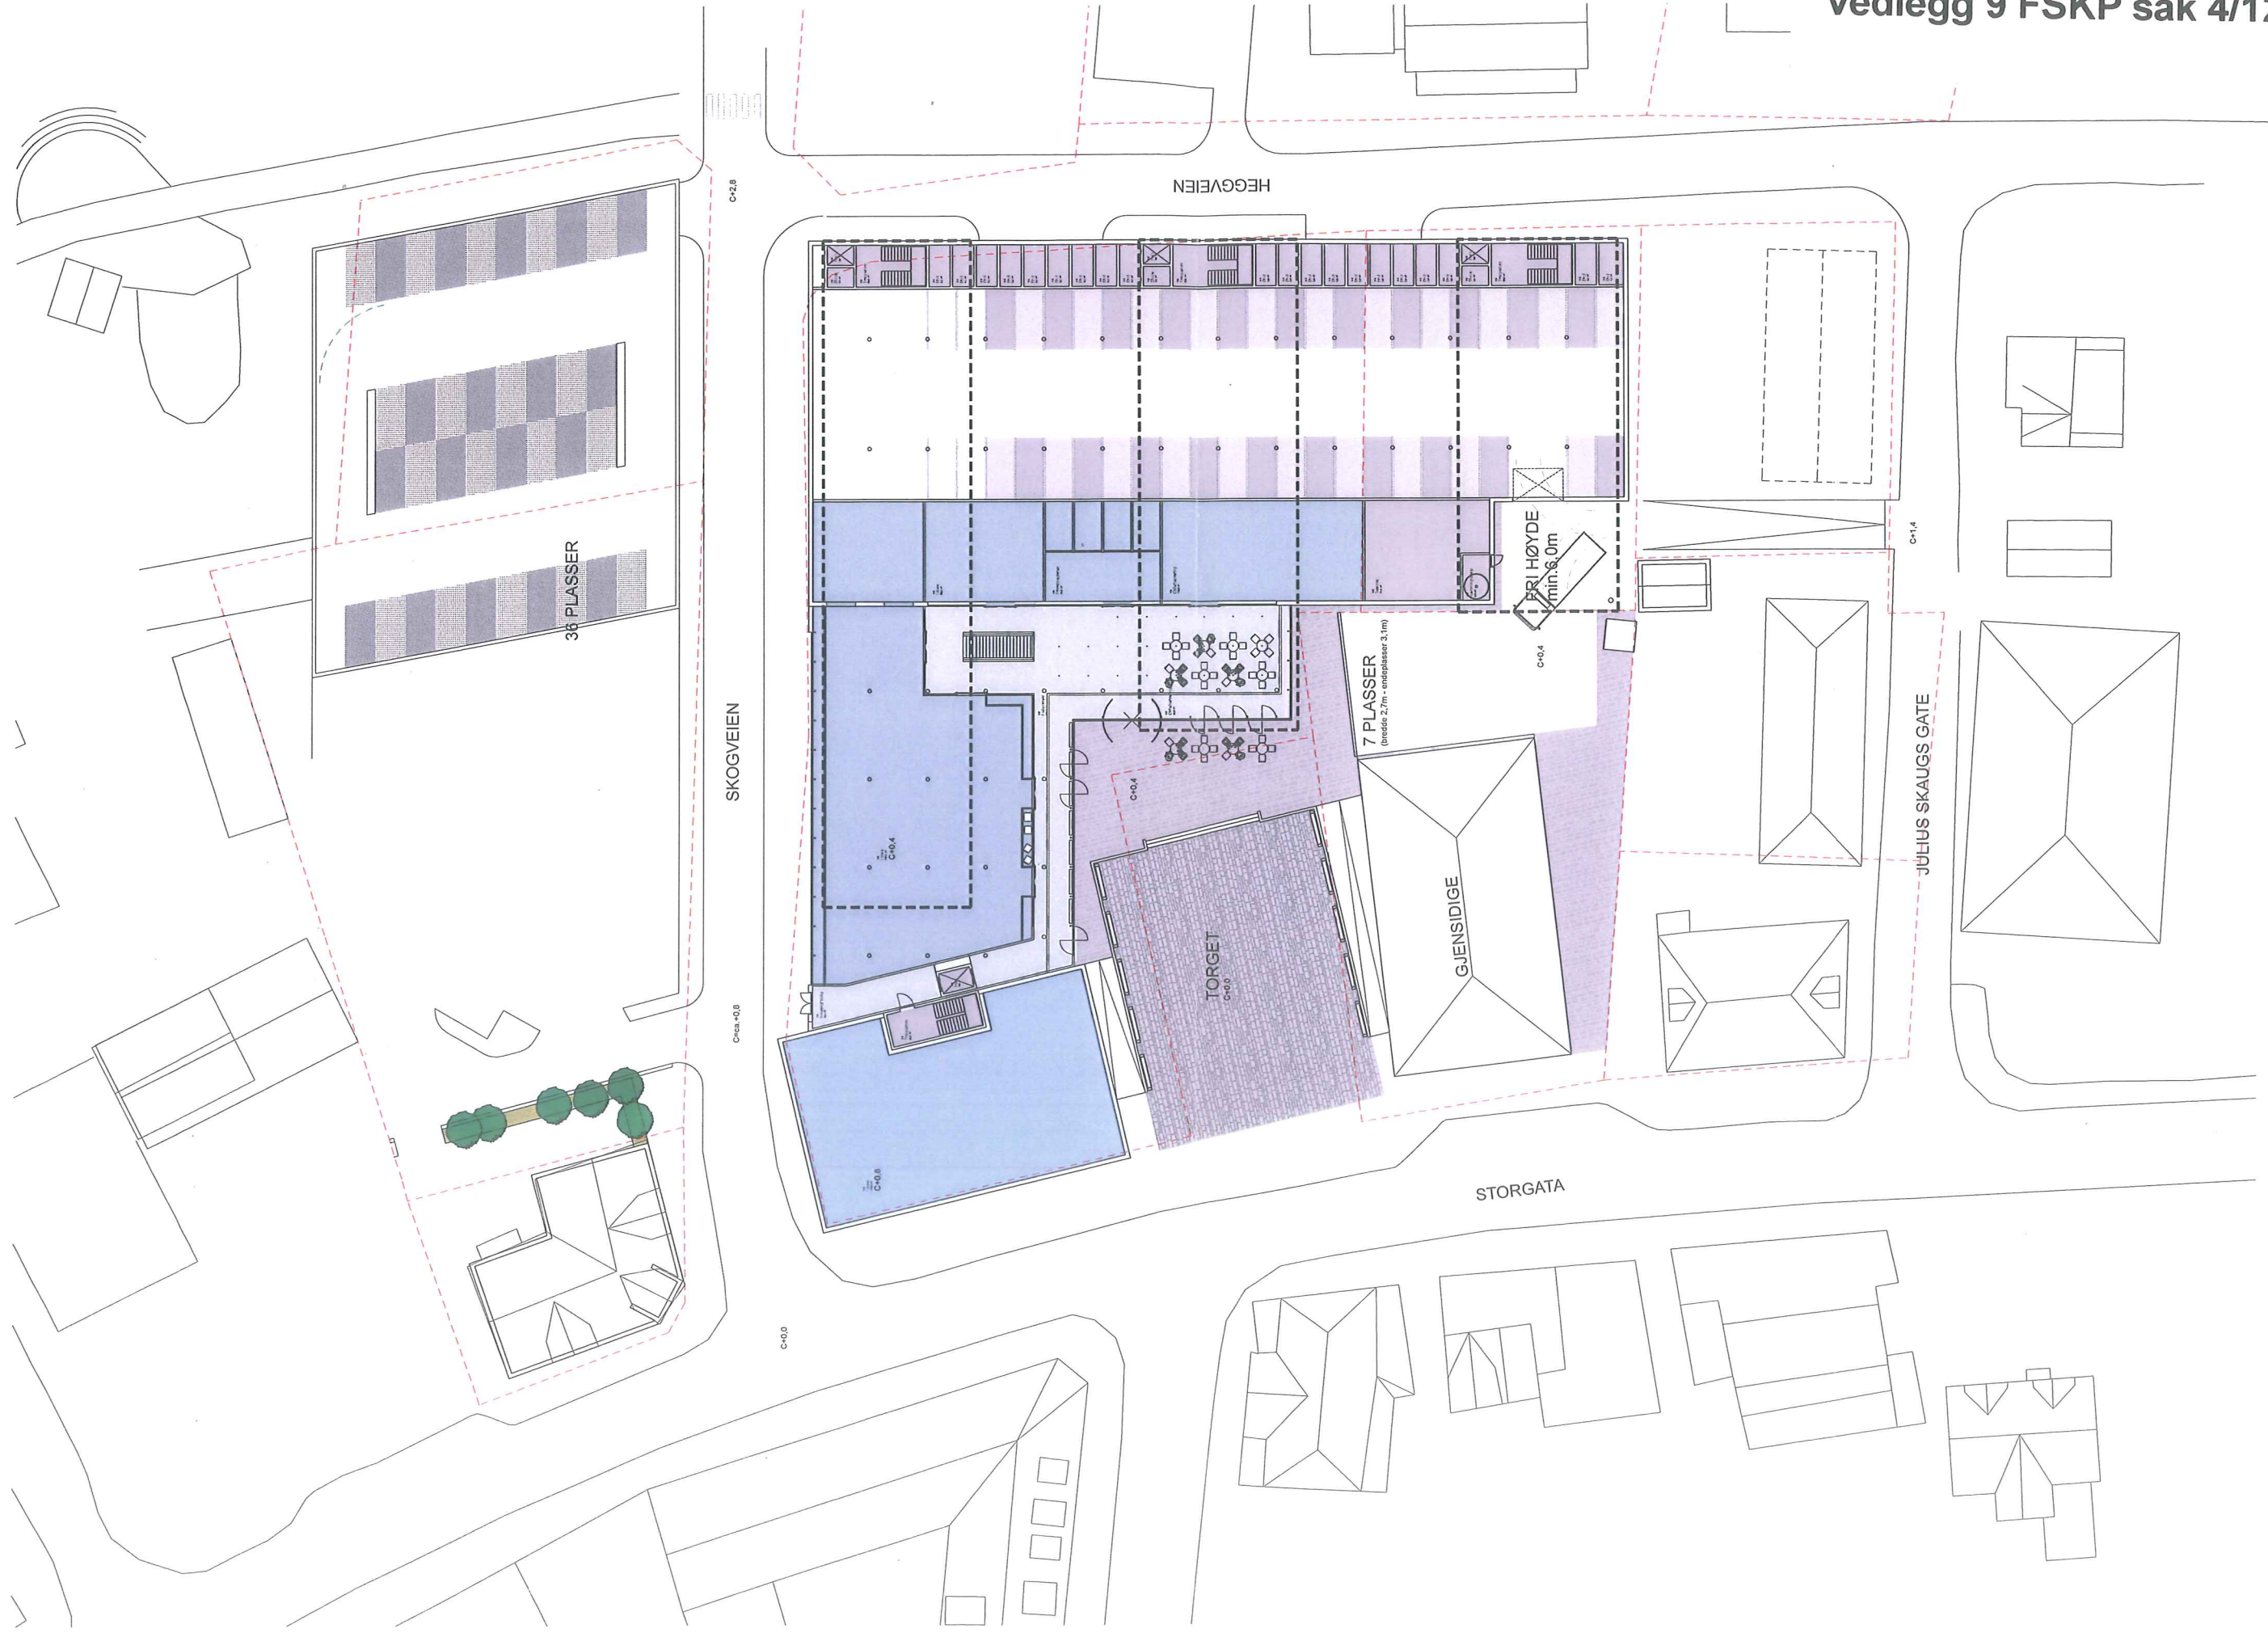 Vedlegg 9 FSKP sak 4/17
HEGGVEIEN
C+2,8
36 PLASSER
SKOGVEIEN
FRI HØYDE
min.6,0m
C+1,4
7 PLASSER
(bredde 2,7m - endeplasser 3,1m)
C+0,4
C+0,4
C+0,4
JULIUS SKAUGS GATE
GJENSIDIGE
TORGET
C+0,0
C=ca.+0,8
C+0,8
STORGATA
C+0,0